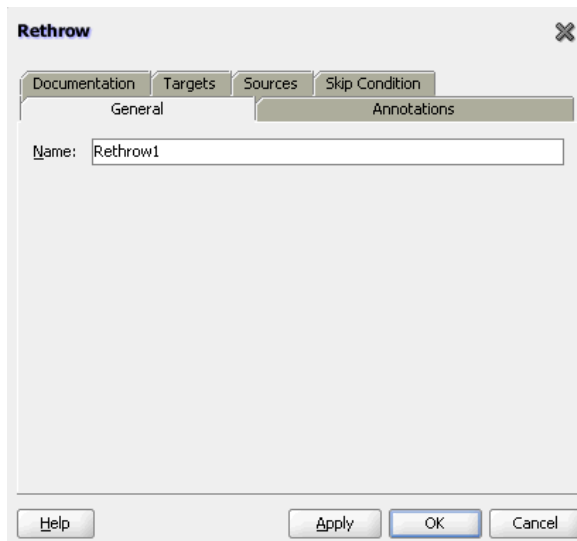 Rethrow
Documentation Targets Sources Skip Condition
General Annotations
Name: Rethrow1
Help Apply OK Cancel